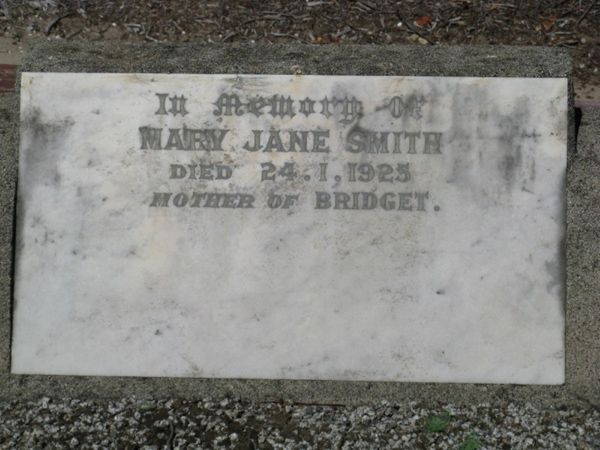 In Memory of
MARY JANE SMITH
DIED 24.1.1925
MOTHER OF BRIDGET.